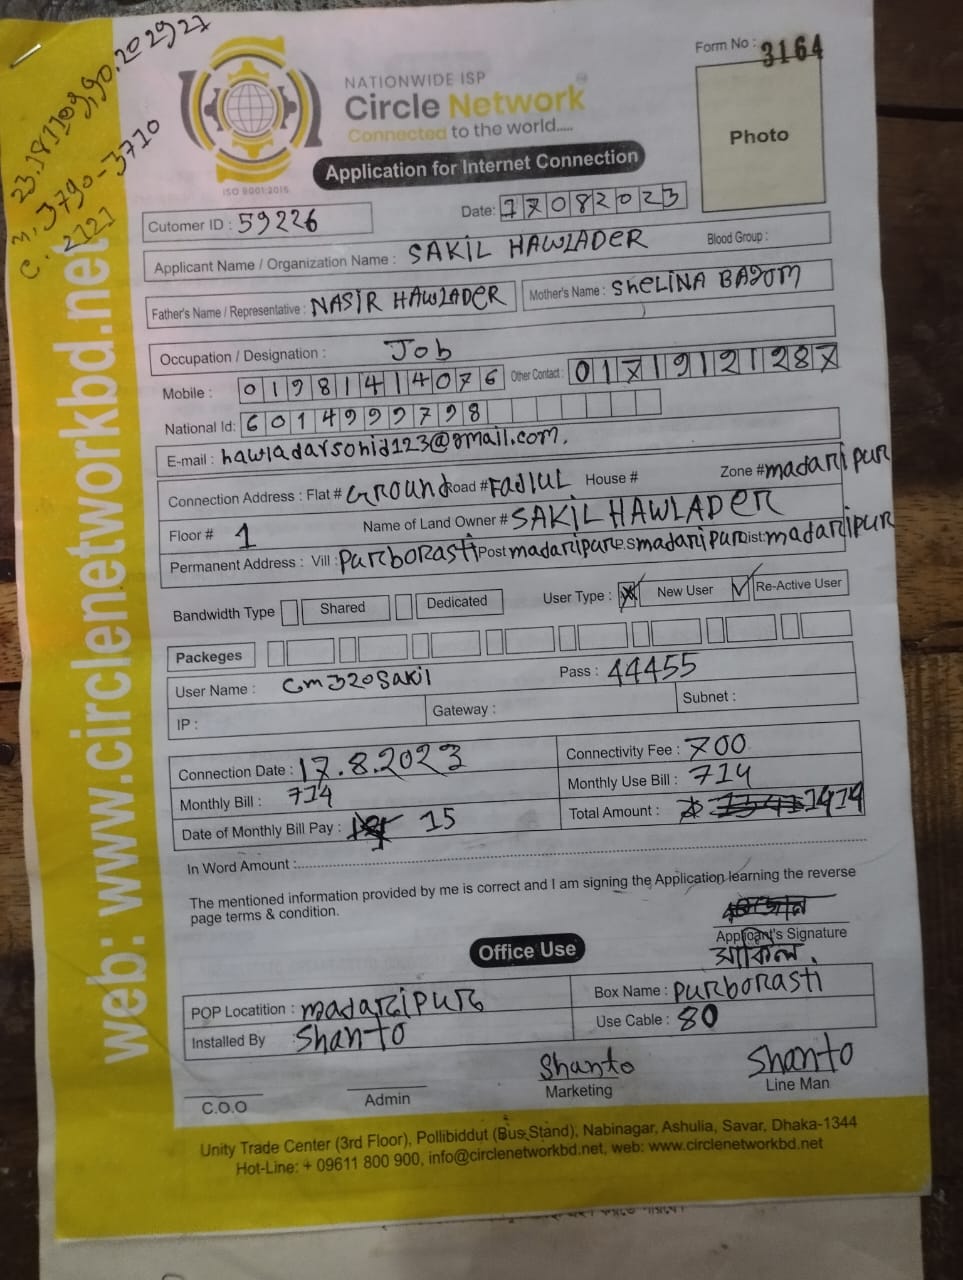 23.18110990.202927
3.3790-3710
C. 2121
Form No : 3164
NATIONWIDE ISP
Circle Network
Connected to the world.....
ISO 9001:2015
Photo
Application for Internet Connection
Cutomer ID : 59226
Date: 17082023
Applicant Name / Organization Name : SAKIL HAWLADER Blood Group :
Father's Name / Representative : NASIR HAWLADER Mother's Name : SheLINA BAGOM
Occupation / Designation : Job
Mobile : 01981414076 Other Contact : 01719121287
National Id: 6014999798
E-mail : hawladarsohid123@gmail.com.
Connection Address : Flat # Ground Road # FadluL House # Zone # madaripur
Floor # 1 Name of Land Owner # SAKIL HAWLADER
Permanent Address : Vill : purborasti Post madaripur P.S madaripur Dist: madaripur
Bandwidth Type Shared Dedicated User Type : New User Re-Active User
Packeges
User Name : Cm320Sakil Pass : 44455
IP : Gateway : Subnet :
Connection Date : 17.8.2023 Connectivity Fee : 700
Monthly Bill : 714 Monthly Use Bill : 714
Date of Monthly Bill Pay : 15 Total Amount : 1414
In Word Amount :
The mentioned information provided by me is correct and I am signing the Application learning the reverse
page terms & condition.
Applicant's Signature
সাকিল.
Office Use
POP Locatition : madaripur Box Name : purborasti
Installed By Shanto Use Cable : 80
Shanto Shanto
C.O.O Admin Marketing Line Man
Unity Trade Center (3rd Floor), Pollibiddut (Bus Stand), Nabinagar, Ashulia, Savar, Dhaka-1344
Hot-Line: + 09611 800 900, info@circlenetworkbd.net, web: www.circlenetworkbd.net
web: www.circlenetworkbd.net